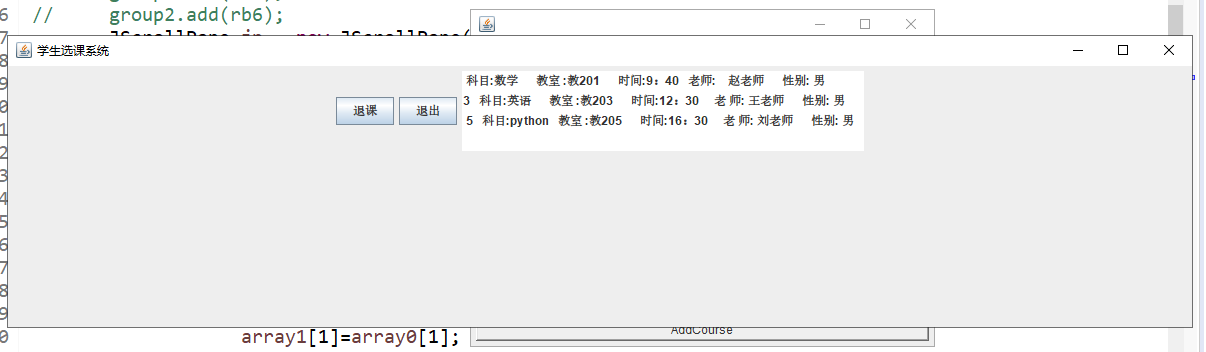 //     group2.add(rb6);
学生选课系统
退课 退出
科目:数学 教室:教201 时间:9：40 老师: 赵老师 性别: 男
3 科目:英语 教室:教203 时间:12：30 老 师: 王老师 性别: 男
5 科目:python 教室:教205 时间:16：30 老 师: 刘老师 性别: 男
AddCourse
array1[1]=array0[1];